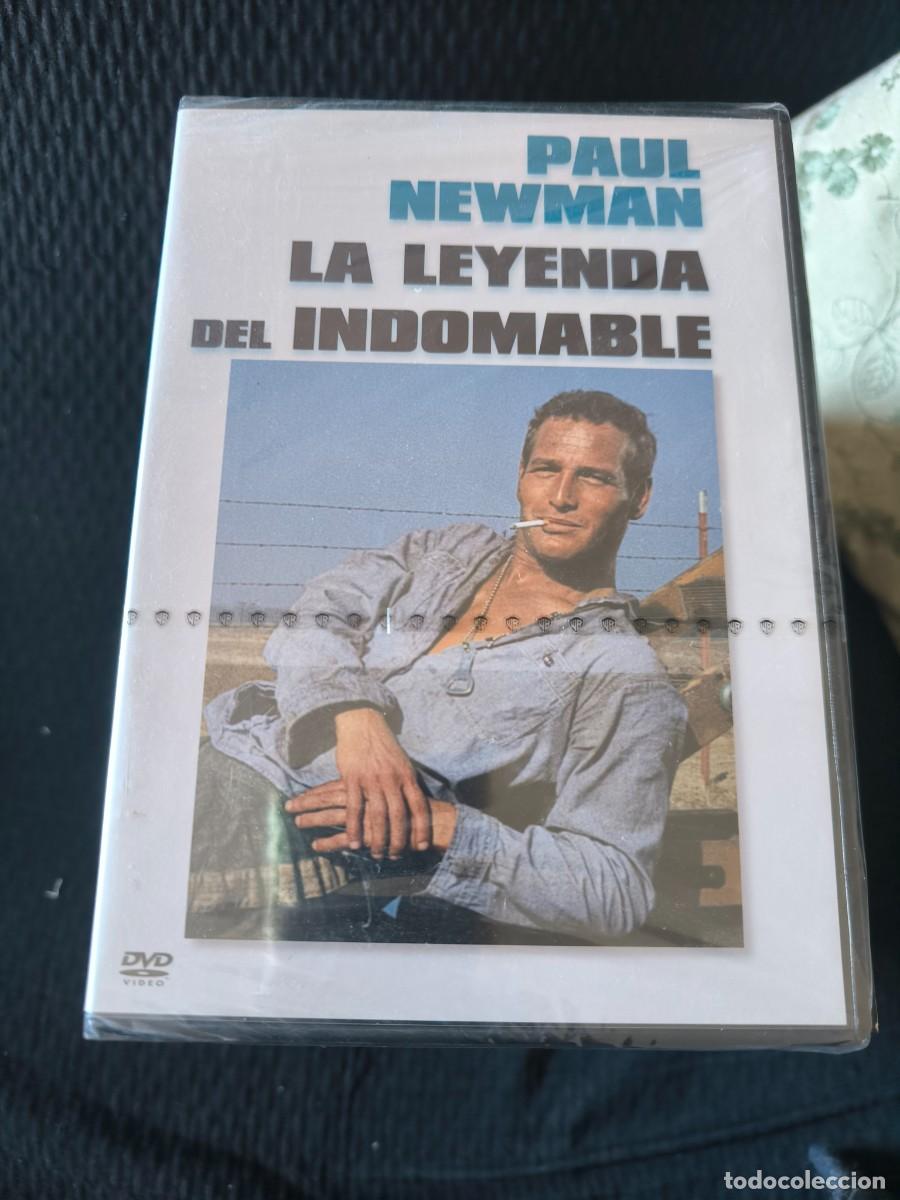 PAUL
NEWMAN
LA LEYENDA
DEL INDOMABLE
DVD
VIDEO
todocoleccion